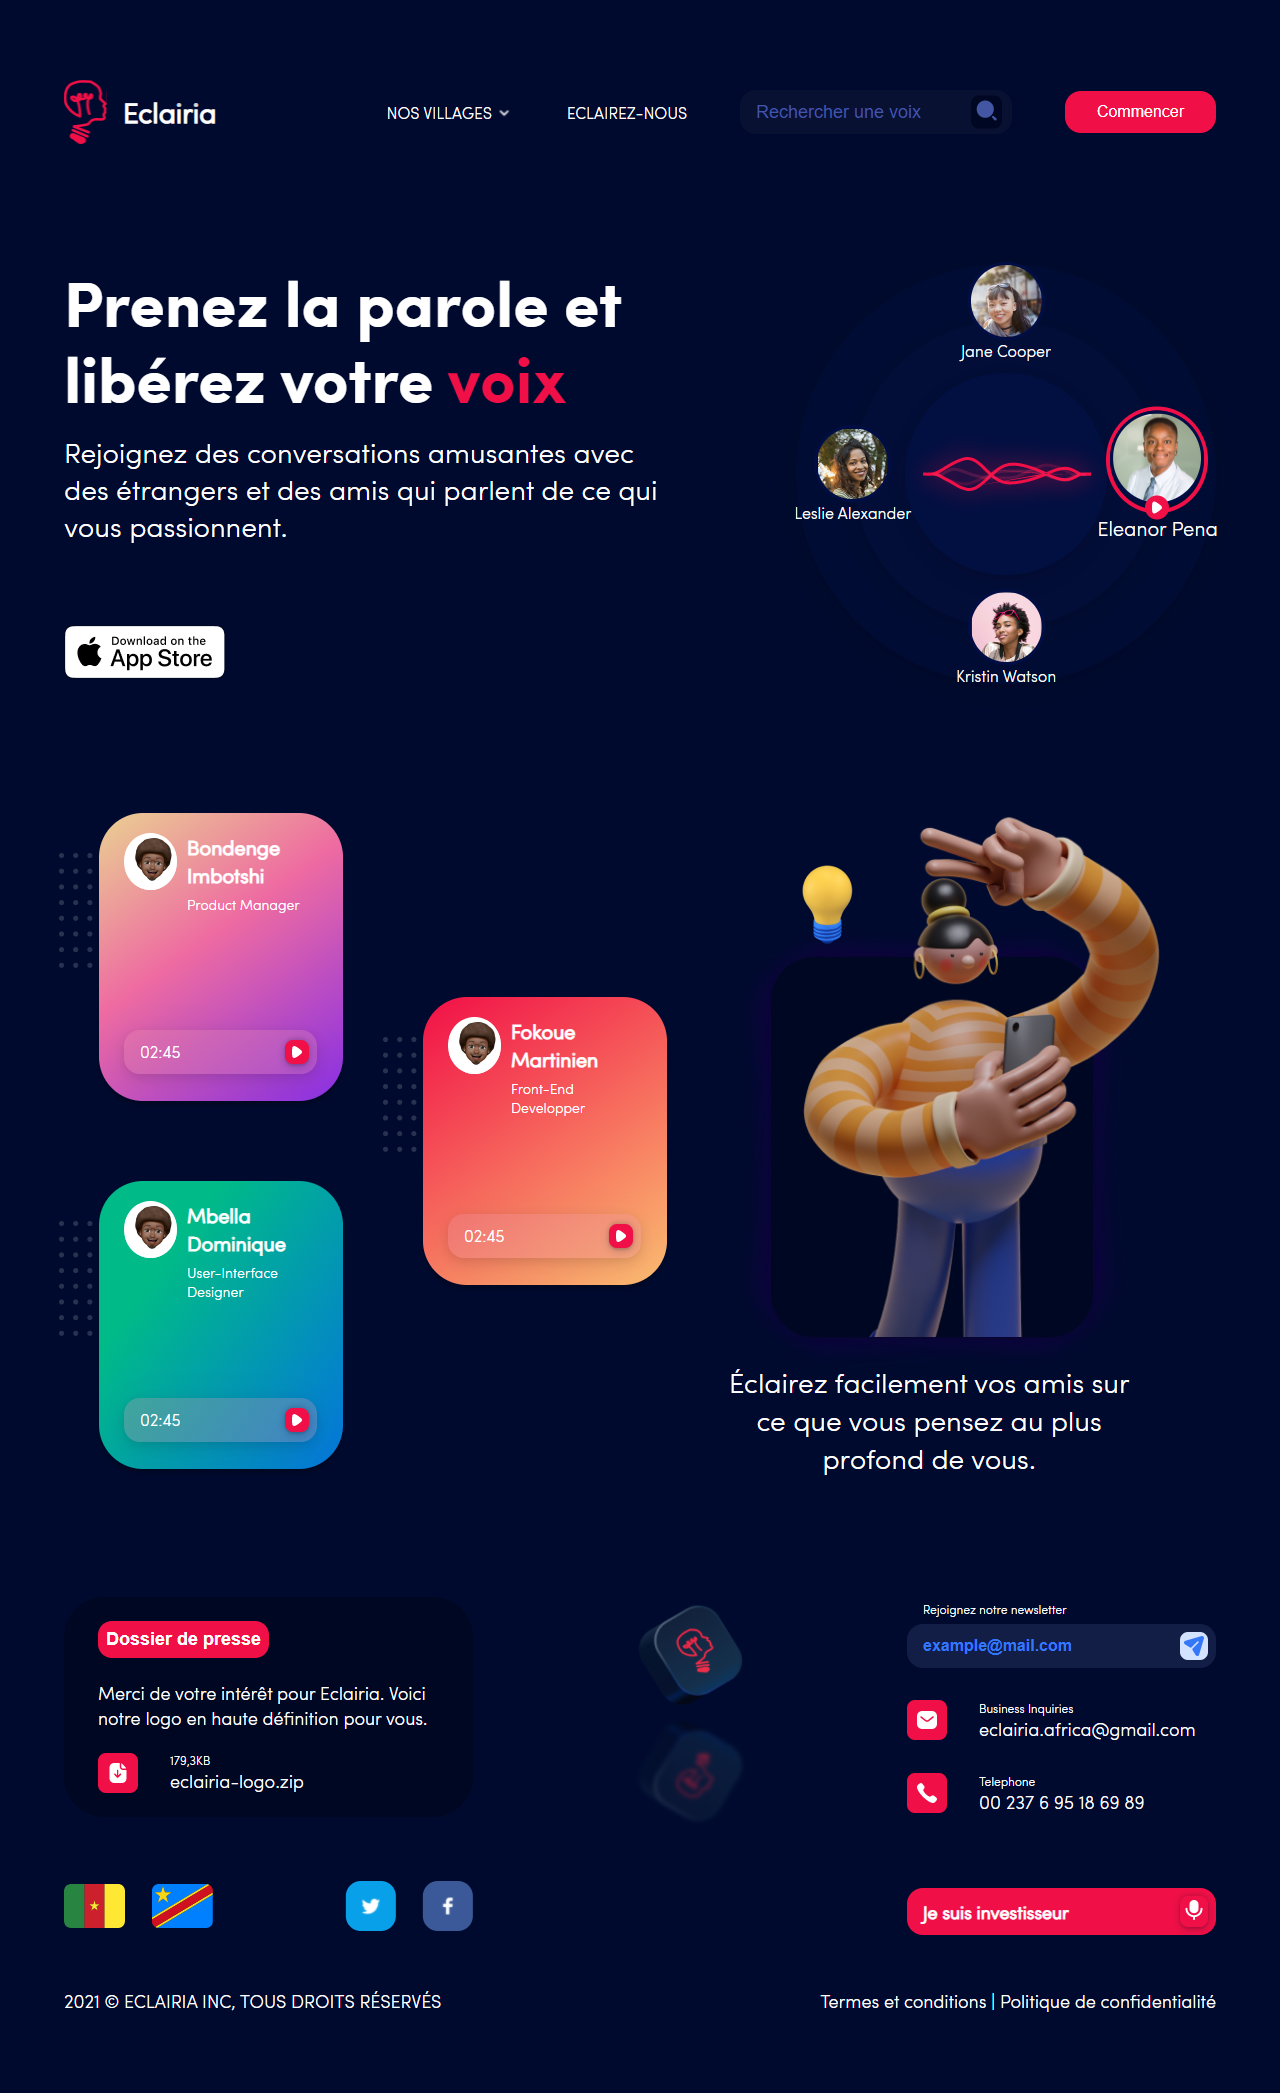 Eclairia
NOS VILLAGES
ECLAIREZ-NOUS
Rechercher une voix
Commencer
Prenez la parole et
libérez votre voix
Rejoignez des conversations amusantes avec
des étrangers et des amis qui parlent de ce qui
vous passionnent.
Download on the
App Store
Jane Cooper
Leslie Alexander
Eleanor Pena
Kristin Watson
Bondenge
Imbotshi
Product Manager
02:45
Fokoue
Martinien
Front-End
Developper
02:45
Mbella
Dominique
User-Interface
Designer
02:45
Éclairez facilement vos amis sur
ce que vous pensez au plus
profond de vous.
Dossier de presse
Merci de votre intérêt pour Eclairia. Voici
notre logo en haute définition pour vous.
179,3KB
eclairia-logo.zip
Rejoignez notre newsletter
example@mail.com
Business Inquiries
eclairia.africa@gmail.com
Telephone
00 237 6 95 18 69 89
Je suis investisseur
2021 © ECLAIRIA INC, TOUS DROITS RÉSERVÉS
Termes et conditions | Politique de confidentialité